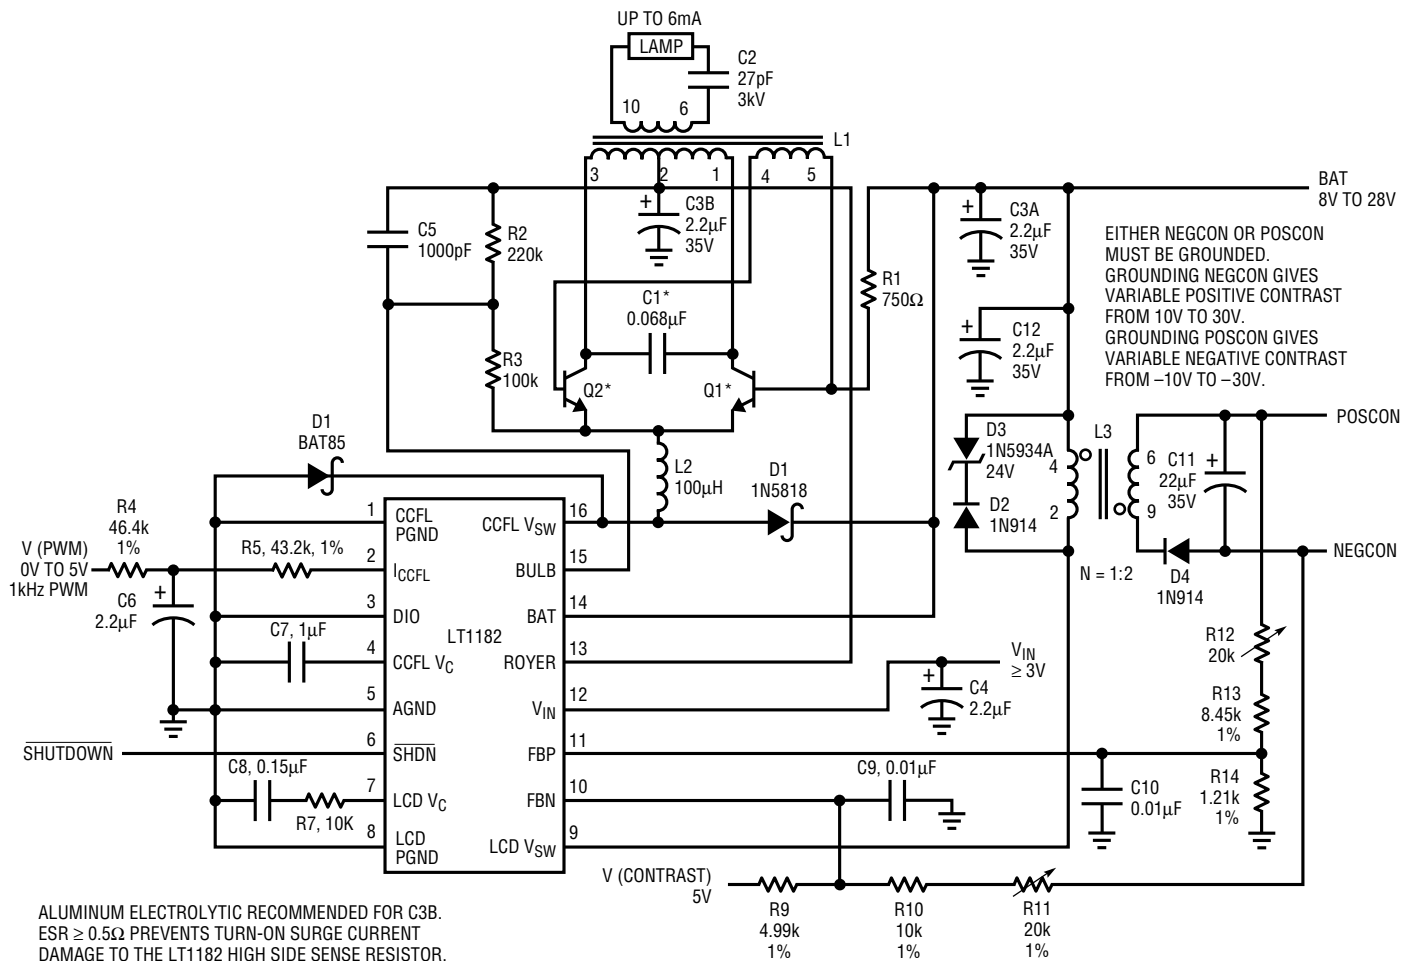 UP TO 6mA
LAMP
C2
27pF
3kV
10
6
L1
3
2
1
4
5
BAT
8V TO 28V
C5
1000pF
R2
220k
+
C3B
2.2µF
35V
R1
750Ω
+
C3A
2.2µF
35V
EITHER NEGCON OR POSCON
MUST BE GROUNDED.
GROUNDING NEGCON GIVES
VARIABLE POSITIVE CONTRAST
FROM 10V TO 30V.
GROUNDING POSCON GIVES
VARIABLE NEGATIVE CONTRAST
FROM –10V TO –30V.
C1*
0.068µF
+
C12
2.2µF
35V
R3
100k
Q2*
Q1*
D1
BAT85
L2
100µH
D1
1N5818
D3
1N5934A
24V
D2
1N914
4
2
L3
6
9
N = 1:2
+
C11
22µF
35V
POSCON
NEGCON
D4
1N914
R4
46.4k
1%
V (PWM)
0V TO 5V
1kHz PWM
R5, 43.2k, 1%
+
C6
2.2µF
C7, 1µF
SHUTDOWN
C8, 0.15µF
R7, 10K
1
CCFL
PGND
2
ICCFL
3
DIO
4
CCFL VC
5
AGND
6
SHDN
7
LCD VC
8
LCD
PGND
LT1182
16
CCFL VSW
15
BULB
14
BAT
13
ROYER
12
VIN
11
FBP
10
FBN
9
LCD VSW
VIN
≥ 3V
+
C4
2.2µF
R12
20k
R13
8.45k
1%
R14
1.21k
1%
C9, 0.01µF
C10
0.01µF
V (CONTRAST)
5V
R9
4.99k
1%
R10
10k
1%
R11
20k
1%
ALUMINUM ELECTROLYTIC RECOMMENDED FOR C3B.
ESR ≥ 0.5Ω PREVENTS TURN-ON SURGE CURRENT
DAMAGE TO THE LT1182 HIGH SIDE SENSE RESISTOR.